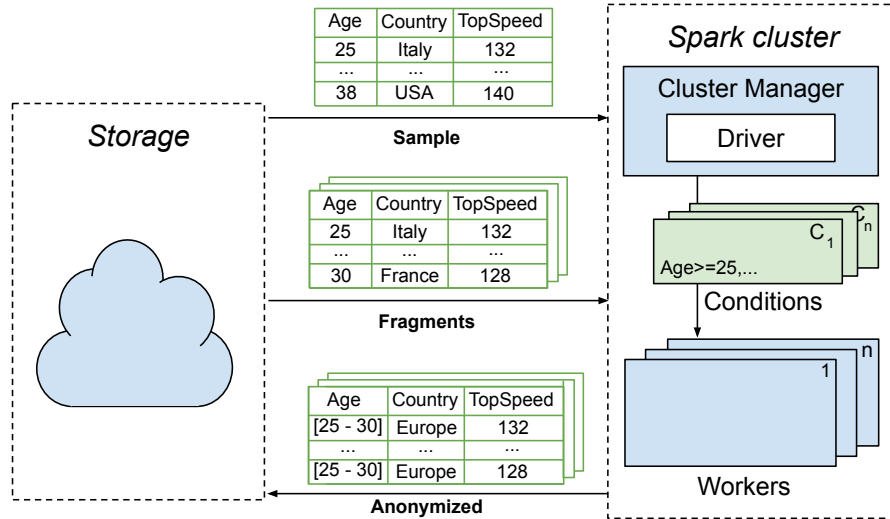 Storage
Age Country TopSpeed
25 Italy 132
... ... ...
38 USA 140
Sample
Age Country TopSpeed
25 Italy 132
... ... ...
30 France 128
Fragments
Age Country TopSpeed
[25 - 30] Europe 132
... ... ...
[25 - 30] Europe 128
Anonymized
Spark cluster
Cluster Manager
Driver
Cn
C1
Age>=25,...
Conditions
n
1
Workers